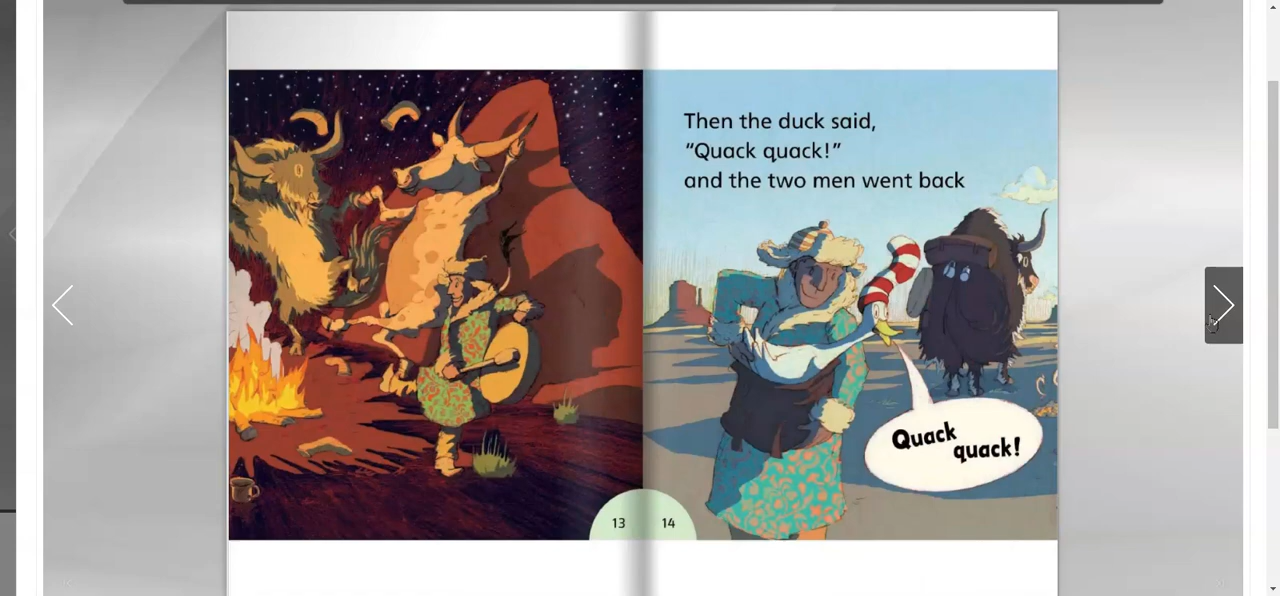 Then the duck said,
“Quack quack!”
and the two men went back
Quack
quack!
13
14